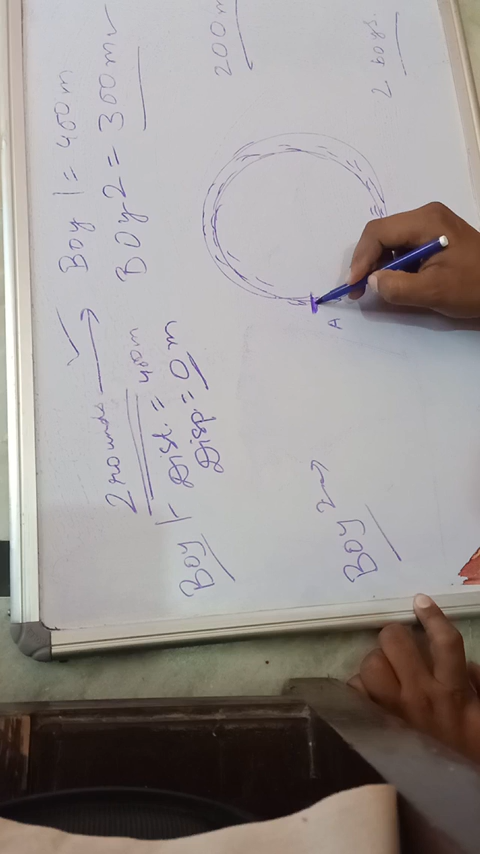 2 boys.
200m
A
Boy 1 = 400m
Boy 2 = 300m
2 rounds
Boy 1- Dist. = 400m
Disp = 0m
Boy 2